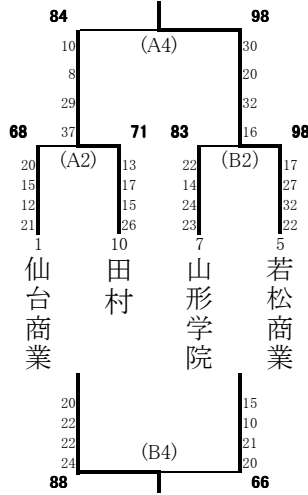 84 98
10 30
(A4)
8 20
29 32
37 16
68 71 83 98
(A2) (B2)
20 13 22 17
15 17 14 27
12 15 24 32
21 26 23 22
1 10 7 5
仙台商業
田村
山形学院
若松商業
20 15
22 10
22 21
(B4)
24 20
88 66